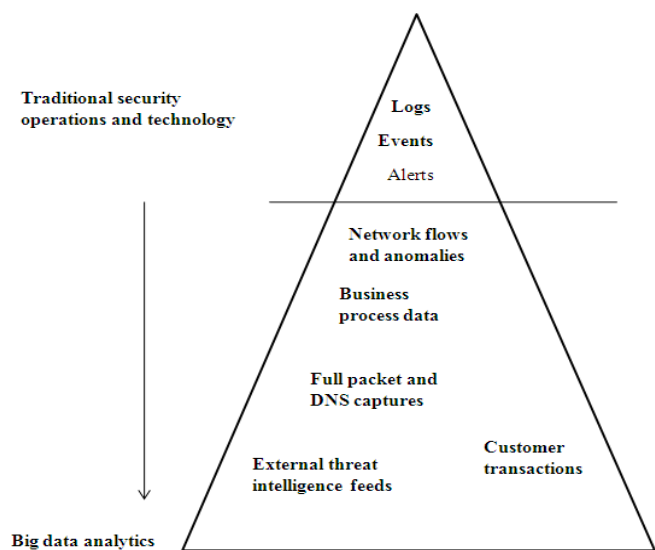 Traditional security
operations and technology
Logs
Events
Alerts
Network flows
and anomalies
Business
process data
Full packet and
DNS captures
External threat
intelligence feeds
Customer
transactions
Big data analytics